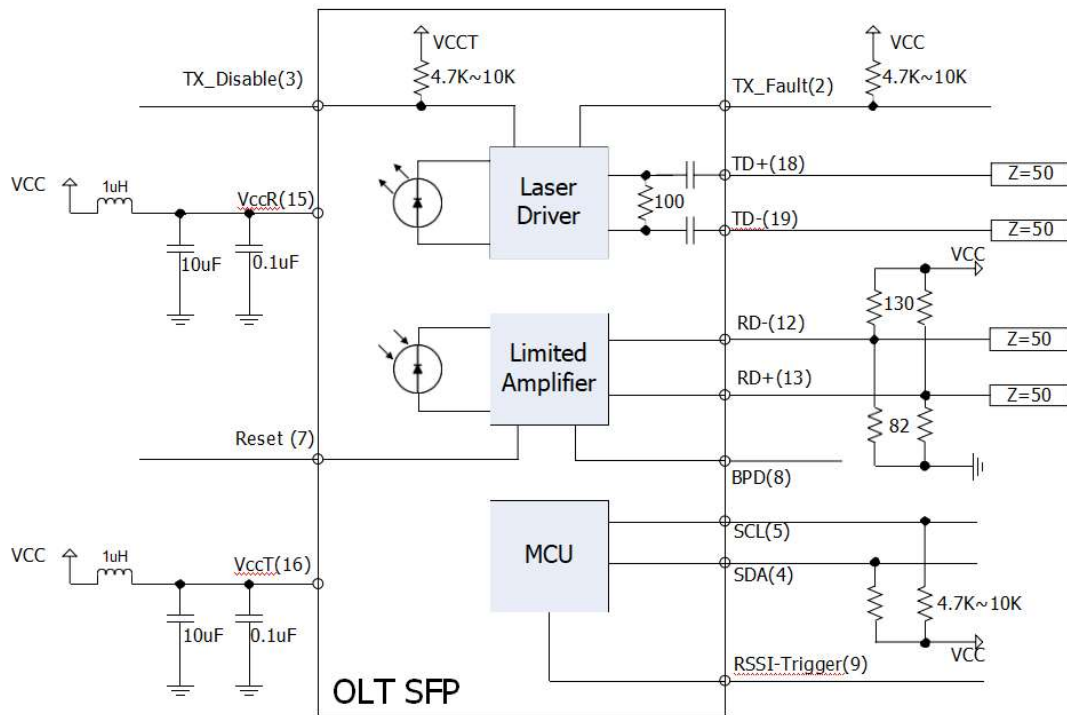 VCCT
VCC
TX_Disable(3)
4.7K~10K
TX_Fault(2)
4.7K~10K
TD+(18)
Z=50
VCC
1uH
VccR(15)
Laser
Driver
100
TD-(19)
Z=50
10uF
0.1uF
VCC
130
RD-(12)
Z=50
Limited
Amplifier
RD+(13)
Z=50
82
Reset (7)
BPD(8)
SCL(5)
VCC
1uH
VccT(16)
MCU
SDA(4)
4.7K~10K
10uF
0.1uF
VCC
RSSI-Trigger(9)
OLT SFP